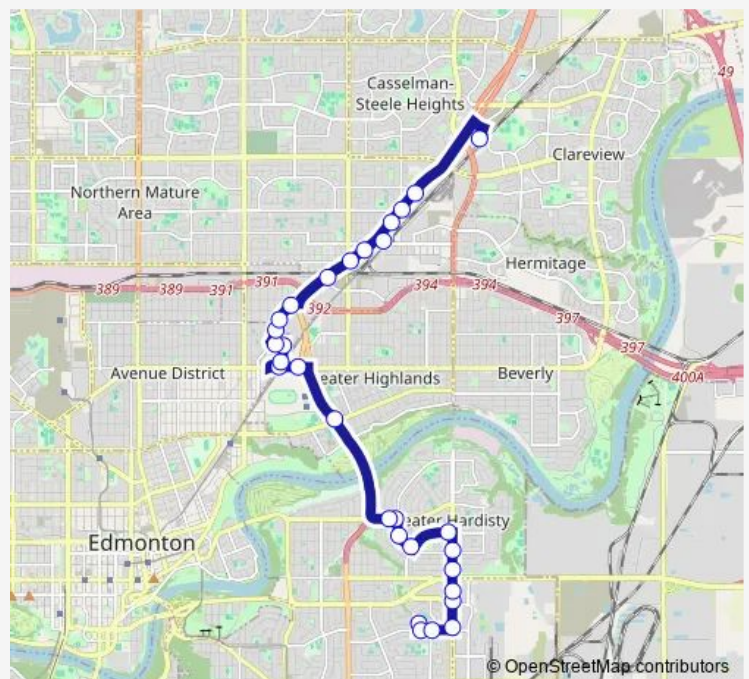 49
Casselman-
Steele Heights
Clareview
Northern Mature
Area
Hermitage
389
389
391
391
394
394
392
397
397
400A
Avenue District
eater Highlands
Beverly
eater Hardisty
Edmonton
© OpenStreetMap contributors